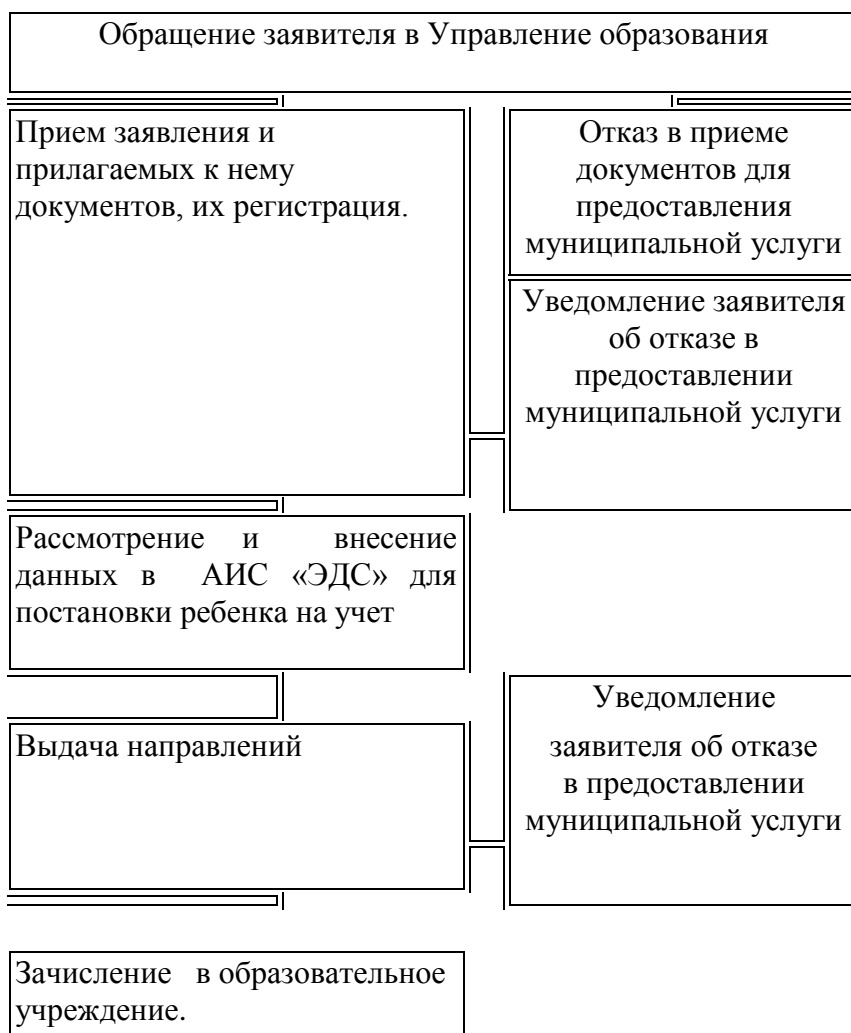 Обращение заявителя в Управление образования
Прием заявления и
прилагаемых к нему
документов, их регистрация.
Отказ в приеме
документов для
предоставления
муниципальной услуги
Уведомление заявителя
об отказе в
предоставлении
муниципальной услуги
Рассмотрение и внесение
данных в АИС «ЭДС» для
постановки ребенка на учет
Уведомление
заявителя об отказе
в предоставлении
муниципальной услуги
Выдача направлений
Зачисление в образовательное
учреждение.